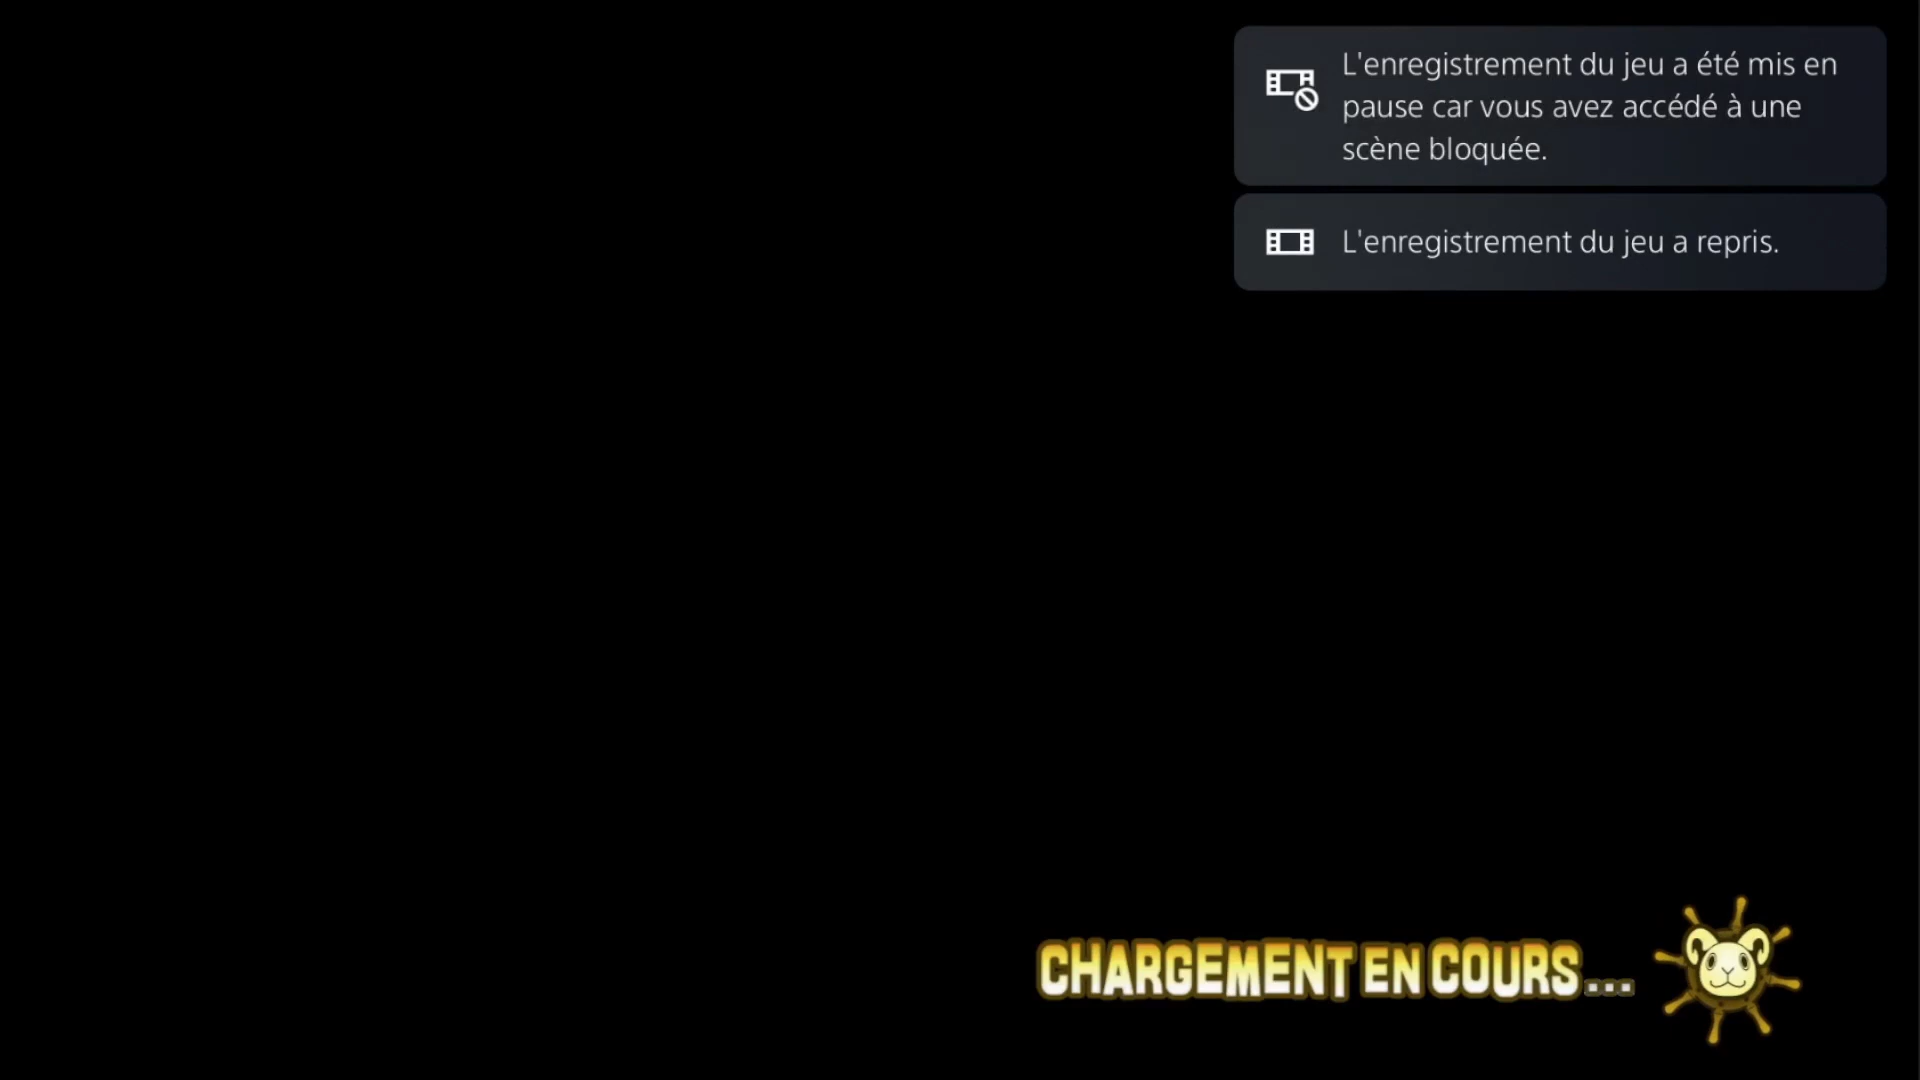 L'enregistrement du jeu a été mis en
pause car vous avez accédé à une
scène bloquée.
L'enregistrement du jeu a repris.
CHARGEMENT EN COURS...